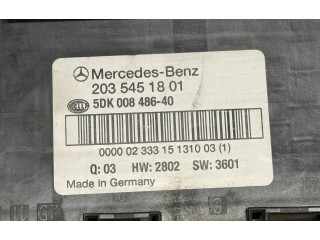 Mercedes-Benz
203 545 18 01
5DK 008 486-40
0000 02 333 15 1310 03 (1)
Q: 03 HW: 2802 SW: 3601
Made in Germany